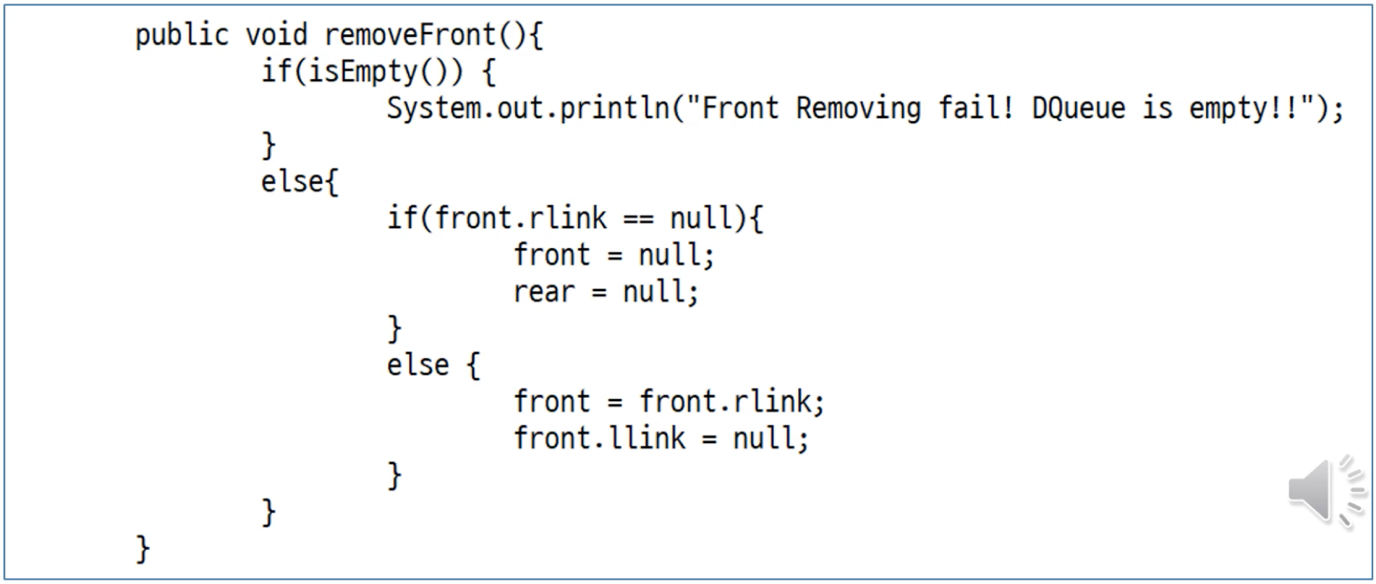 public void removeFront(){
if(isEmpty()) {
System.out.println("Front Removing fail! DQueue is empty!!");
}
else{
if(front.rlink == null){
front = null;
rear = null;
}
else {
front = front.rlink;
front.llink = null;
}
}
}